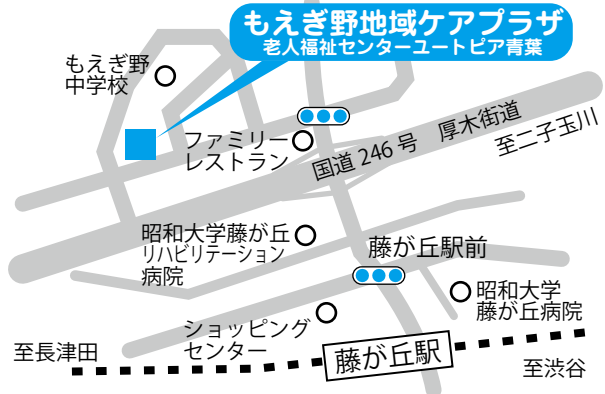 もえぎ野地域ケアプラザ
老人福祉センターユートピア青葉
もえぎ野
中学校
ファミリー
レストラン
国道246号 厚木街道
至二子玉川
昭和大学藤が丘
リハビリテーション
病院
藤が丘駅前
昭和大学
藤が丘病院
ショッピング
センター
至長津田
藤が丘駅
至渋谷